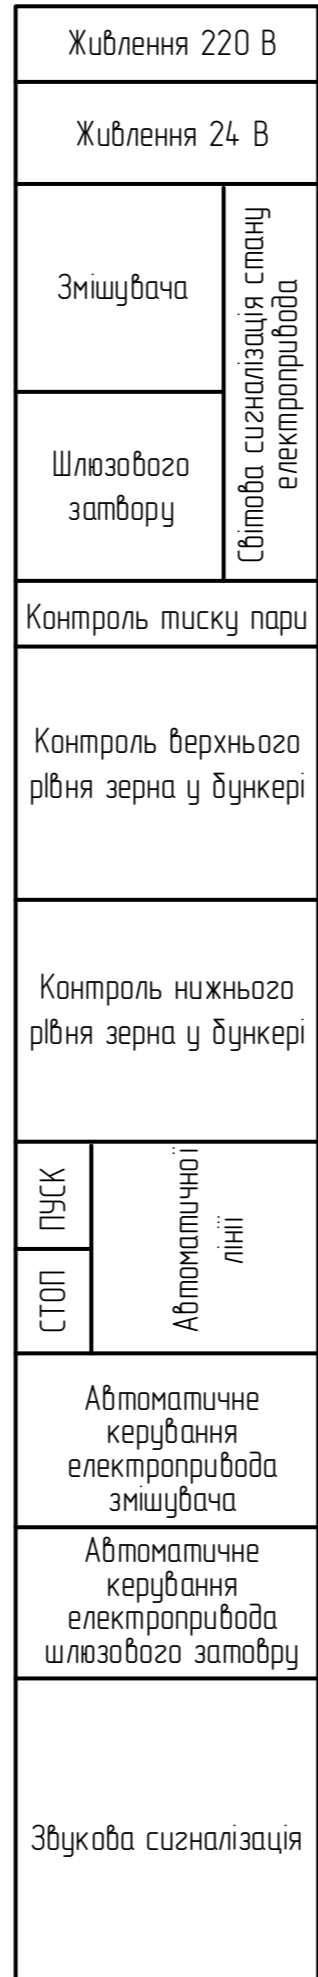 Живлення 220 В
Живлення 24 В
Змішувача
Шлюзового
затвору
Світова сигналізація стану
електропривода
Контроль тиску пари
Контроль верхнього
рівня зерна у бункері
Контроль нижнього
рівня зерна у бункері
ПУСК
СТОП
Автоматичної
лінії
Автоматичне
керування
електропривода
змішувача
Автоматичне
керування
електропривода
шлюзового затовру
Звукова сигналізація